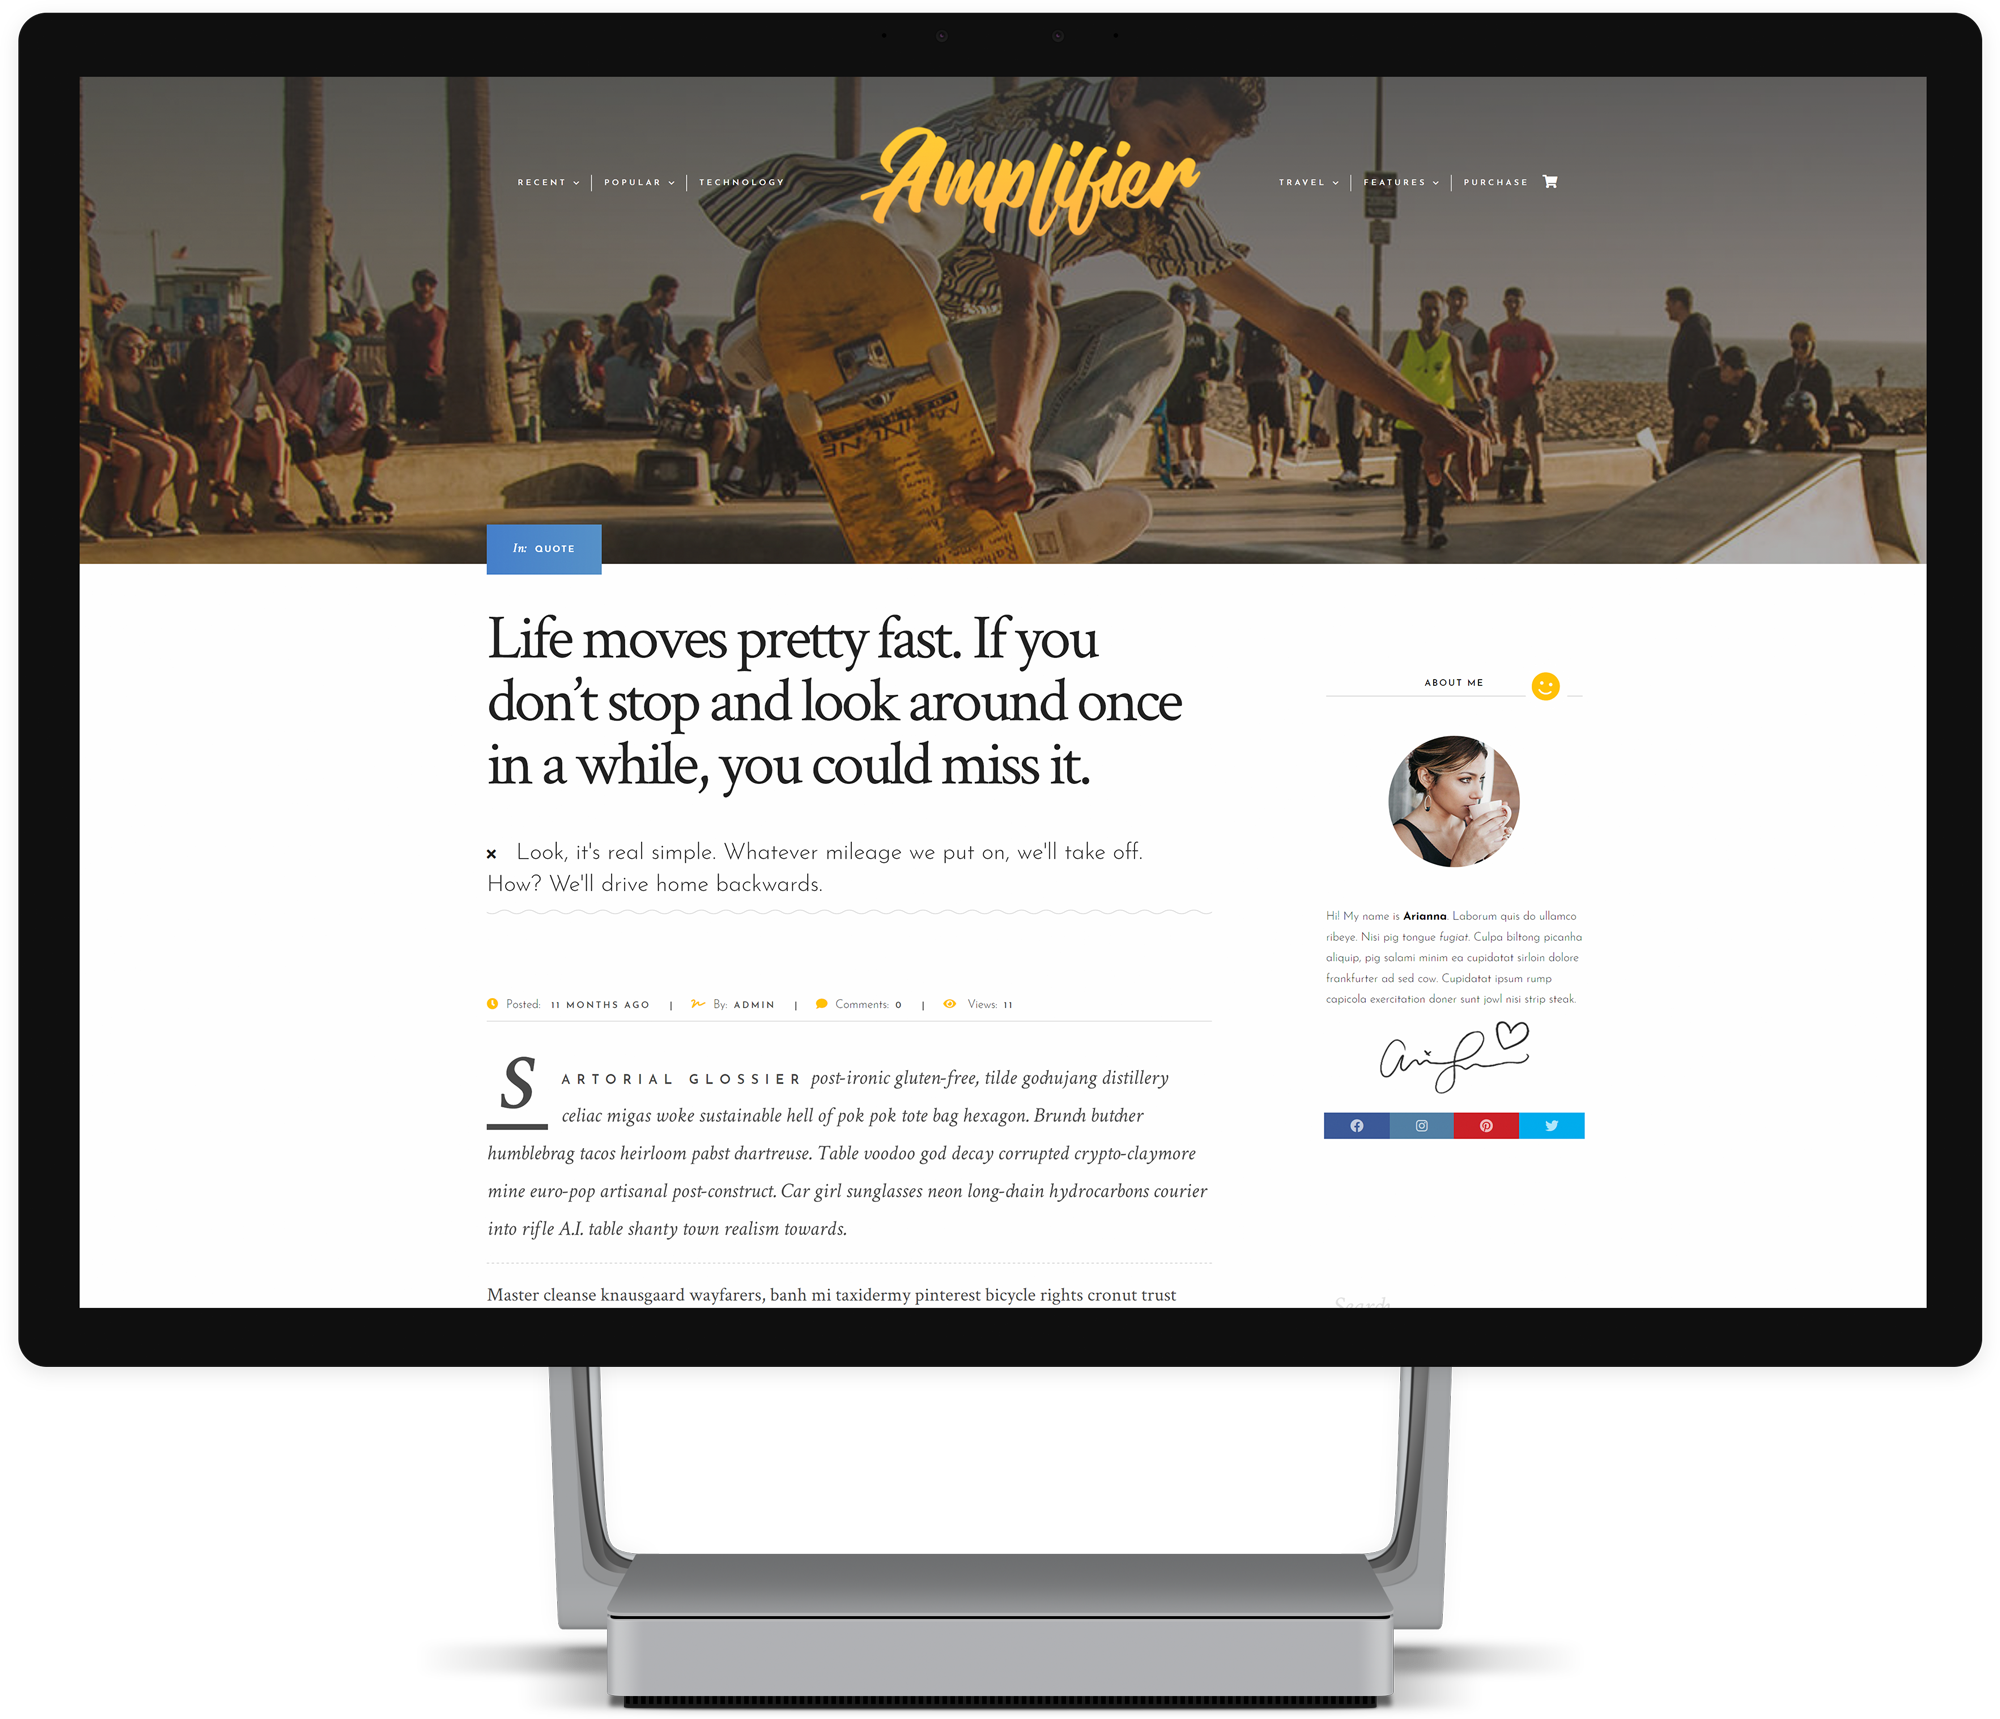 RECENT POPULAR TECHNOLOGY
Amplifier
TRAVEL FEATURES PURCHASE
In: QUOTE
Life moves pretty fast. If you
don’t stop and look around once
in a while, you could miss it.
Look, it's real simple. Whatever mileage we put on, we'll take off.
How? We'll drive home backwards.
Posted: 11 MONTHS AGO | By: ADMIN | Comments: 0 | Views: 11
SARTORIAL GLOSSIER post-ironic gluten-free, tilde gochujang distillery
celiac migas woke sustainable hell of pok pok tote bag hexagon. Brunch butcher
humblebrag tacos heirloom pabst chartreuse. Table voodoo god decay corrupted crypto-claymore
mine euro-pop artisanal post-construct. Car girl sunglasses neon long-chain hydrocarbons courier
into rifle A.I. table shanty town realism towards.
Master cleanse knausgaard wayfarers, banh mi taxidermy pinterest bicycle rights cronut trust
ABOUT ME
Hi! My name is Arianna. Laborum quis do ullamco
ribeye. Nisi pig tongue fugiat. Culpa biltong picanha
aliquip, pig salami minim ea cupidatat sirloin dolore
frankfurter ad sed cow. Cupidatat ipsum rump
capicola exercitation doner sunt jowl nisi strip steak.
Search